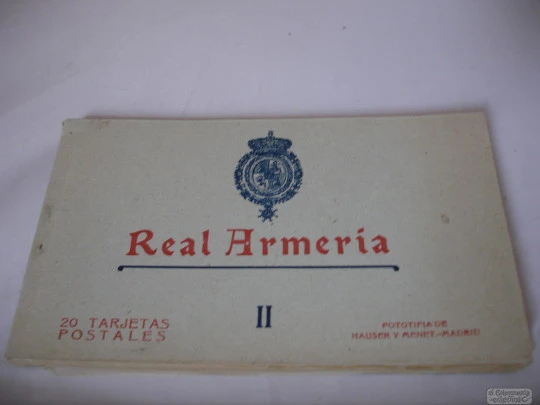 Real Armería
II
20 TARJETAS
POSTALES
FOTOTIPIA DE
HAUSER Y MENET.-MADRID